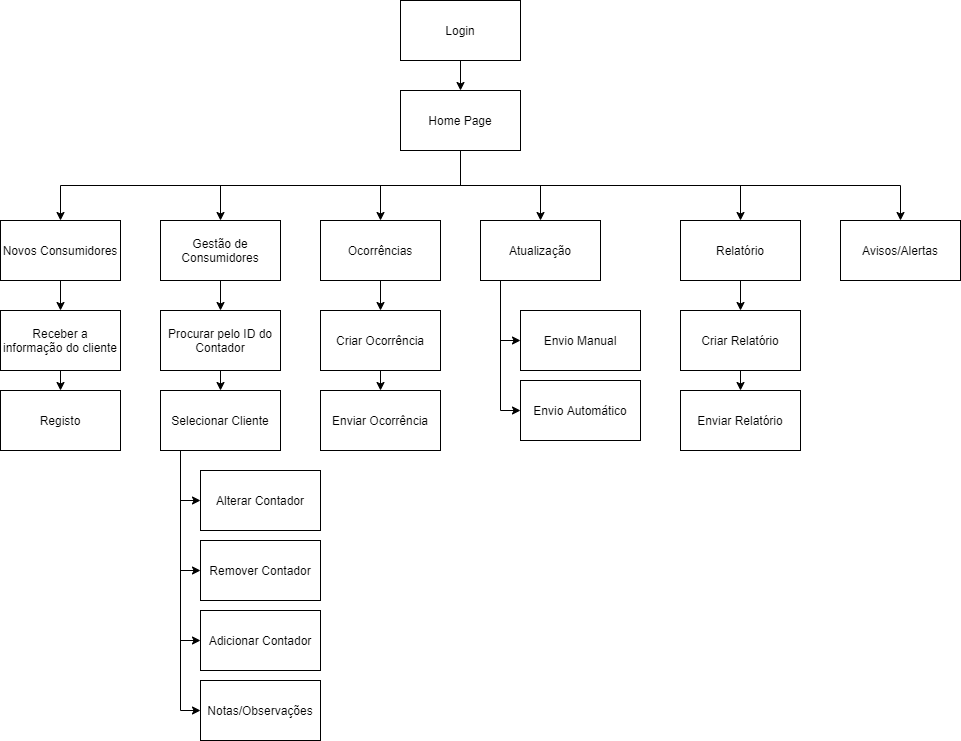 Login
Home Page
Novos Consumidores
Gestão de
Consumidores
Ocorrências
Atualização
Relatório
Avisos/Alertas
Receber a
informação do cliente
Procurar pelo ID do
Contador
Criar Ocorrência
Envio Manual
Criar Relatório
Registo
Selecionar Cliente
Enviar Ocorrência
Envio Automático
Enviar Relatório
Alterar Contador
Remover Contador
Adicionar Contador
Notas/Observações